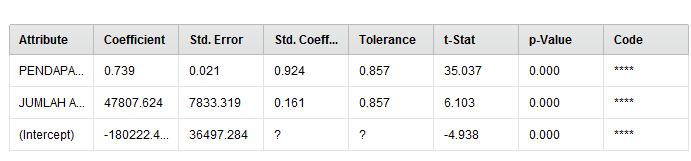 Attribute Coefficient Std. Error Std. Coeff... Tolerance t-Stat p-Value Code
PENDAPA... 0.739 0.021 0.924 0.857 35.037 0.000 ****
JUMLAH A... 47807.624 7833.319 0.161 0.857 6.103 0.000 ****
(Intercept) -180222.4... 36497.284 ? ? -4.938 0.000 ****